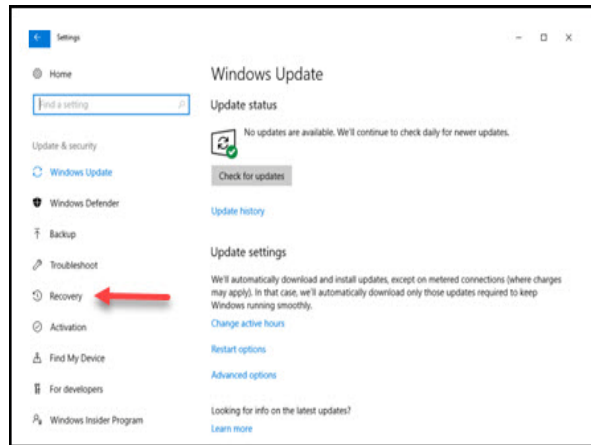 Settings
Home
Find a setting
Update & security
Windows Update
Windows Defender
Backup
Troubleshoot
Recovery
Activation
Find My Device
For developers
Windows Insider Program
Windows Update
Update status
No updates are available. We'll continue to check daily for newer updates.
Check for updates
Update history
Update settings
We'll automatically download and install updates, except on metered connections (where charges
may apply). In that case, we'll automatically download only those updates required to keep
Windows running smoothly.
Change active hours
Restart options
Advanced options
Looking for info on the latest updates?
Learn more